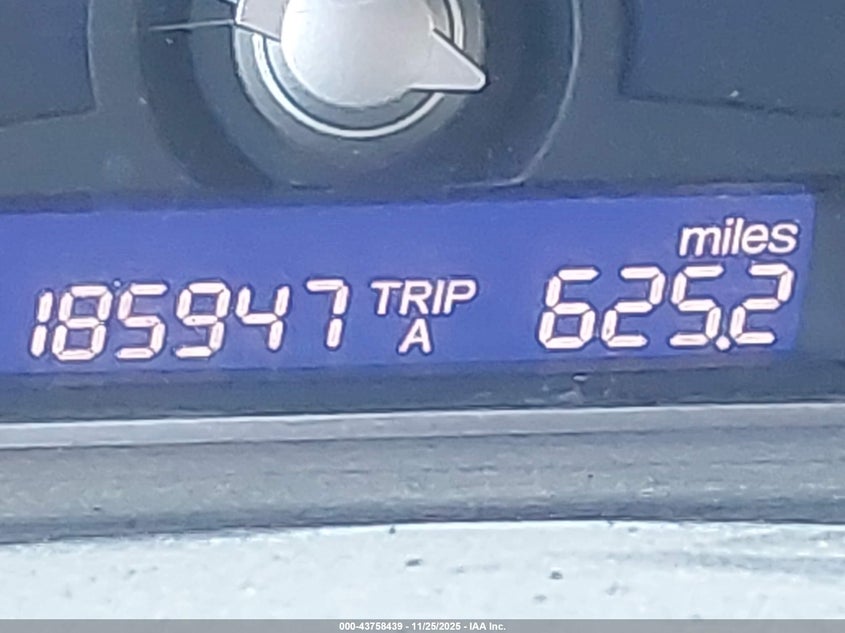 miles
185947 TRIP A 625.2
000-43758439 - 11/25/2025 - IAA Inc.